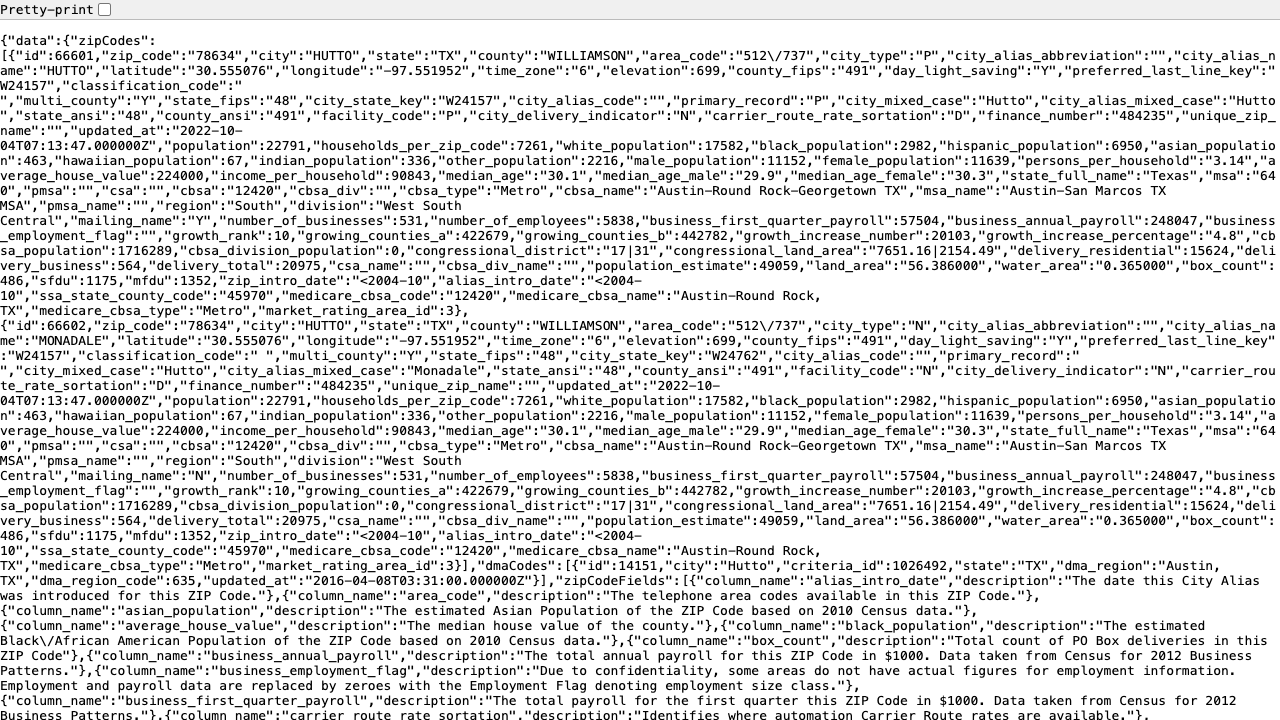 Pretty-print
{"data":{"zipCodes":
[{"id":66601,"zip_code":"78634","city":"HUTTO","state":"TX","county":"WILLIAMSON","area_code":"512\/737","city_type":"P","city_alias_abbreviation":"","city_alias_n
ame":"HUTTO","latitude":"30.555076","longitude":"-97.551952","time_zone":"6","elevation":699,"county_fips":"491","day_light_saving":"Y","preferred_last_line_key":"
W24157","classification_code":"
","multi_county":"Y","state_fips":"48","city_state_key":"W24157","city_alias_code":"","primary_record":"P","city_mixed_case":"Hutto","city_alias_mixed_case":"Hutto
","state_ansi":"48","county_ansi":"491","facility_code":"P","city_delivery_indicator":"N","carrier_route_rate_sortation":"D","finance_number":"484235","unique_zip_
name":"","updated_at":"2022-10-
04T07:13:47.000000Z","population":22791,"households_per_zip_code":7261,"white_population":17582,"black_population":2982,"hispanic_population":6950,"asian_populatio
n":463,"hawaiian_population":67,"indian_population":336,"other_population":2216,"male_population":11152,"female_population":11639,"persons_per_household":"3.14","a
verage_house_value":224000,"income_per_household":90843,"median_age":"30.1","median_age_male":"29.9","median_age_female":"30.3","state_full_name":"Texas","msa":"64
0","pmsa":"","csa":"","cbsa":"12420","cbsa_div":"","cbsa_type":"Metro","cbsa_name":"Austin-Round Rock-Georgetown TX","msa_name":"Austin-San Marcos TX
MSA","pmsa_name":"","region":"South","division":"West South
Central","mailing_name":"Y","number_of_businesses":531,"number_of_employees":5838,"business_first_quarter_payroll":57504,"business_annual_payroll":248047,"business
_employment_flag":"","growth_rank":10,"growing_counties_a":422679,"growing_counties_b":442782,"growth_increase_number":20103,"growth_increase_percentage":"4.8","cb
sa_population":1716289,"cbsa_division_population":0,"congressional_district":"17|31","congressional_land_area":"7651.16|2154.49","delivery_residential":15624,"deli
very_business":564,"delivery_total":20975,"csa_name":"","cbsa_div_name":"","population_estimate":49059,"land_area":"56.386000","water_area":"0.365000","box_count":
486,"sfdu":1175,"mfdu":1352,"zip_intro_date":"<2004-10","alias_intro_date":"<2004-
10","ssa_state_county_code":"45970","medicare_cbsa_code":"12420","medicare_cbsa_name":"Austin-Round Rock,
TX","medicare_cbsa_type":"Metro","market_rating_area_id":3},
{"id":66602,"zip_code":"78634","city":"HUTTO","state":"TX","county":"WILLIAMSON","area_code":"512\/737","city_type":"N","city_alias_abbreviation":"","city_alias_na
me":"MONADALE","latitude":"30.555076","longitude":"-97.551952","time_zone":"6","elevation":699,"county_fips":"491","day_light_saving":"Y","preferred_last_line_key"
:"W24157","classification_code":" ","multi_county":"Y","state_fips":"48","city_state_key":"W24762","city_alias_code":"","primary_record":"
","city_mixed_case":"Hutto","city_alias_mixed_case":"Monadale","state_ansi":"48","county_ansi":"491","facility_code":"N","city_delivery_indicator":"N","carrier_rou
te_rate_sortation":"D","finance_number":"484235","unique_zip_name":"","updated_at":"2022-10-
04T07:13:47.000000Z","population":22791,"households_per_zip_code":7261,"white_population":17582,"black_population":2982,"hispanic_population":6950,"asian_populatio
n":463,"hawaiian_population":67,"indian_population":336,"other_population":2216,"male_population":11152,"female_population":11639,"persons_per_household":"3.14","a
verage_house_value":224000,"income_per_household":90843,"median_age":"30.1","median_age_male":"29.9","median_age_female":"30.3","state_full_name":"Texas","msa":"64
0","pmsa":"","csa":"","cbsa":"12420","cbsa_div":"","cbsa_type":"Metro","cbsa_name":"Austin-Round Rock-Georgetown TX","msa_name":"Austin-San Marcos TX
MSA","pmsa_name":"","region":"South","division":"West South
Central","mailing_name":"N","number_of_businesses":531,"number_of_employees":5838,"business_first_quarter_payroll":57504,"business_annual_payroll":248047,"business
_employment_flag":"","growth_rank":10,"growing_counties_a":422679,"growing_counties_b":442782,"growth_increase_number":20103,"growth_increase_percentage":"4.8","cb
sa_population":1716289,"cbsa_division_population":0,"congressional_district":"17|31","congressional_land_area":"7651.16|2154.49","delivery_residential":15624,"deli
very_business":564,"delivery_total":20975,"csa_name":"","cbsa_div_name":"","population_estimate":49059,"land_area":"56.386000","water_area":"0.365000","box_count":
486,"sfdu":1175,"mfdu":1352,"zip_intro_date":"<2004-10","alias_intro_date":"<2004-
10","ssa_state_county_code":"45970","medicare_cbsa_code":"12420","medicare_cbsa_name":"Austin-Round Rock,
TX","medicare_cbsa_type":"Metro","market_rating_area_id":3}],"dmaCodes":[{"id":14151,"city":"Hutto","criteria_id":1026492,"state":"TX","dma_region":"Austin,
TX","dma_region_code":635,"updated_at":"2016-04-08T03:31:00.000000Z"}],"zipCodeFields":[{"column_name":"alias_intro_date","description":"The date this City Alias
was introduced for this ZIP Code."},{"column_name":"area_code","description":"The telephone area codes available in this ZIP Code."},
{"column_name":"asian_population","description":"The estimated Asian Population of the ZIP Code based on 2010 Census data."},
{"column_name":"average_house_value","description":"The median house value of the county."},{"column_name":"black_population","description":"The estimated
Black\/African American Population of the ZIP Code based on 2010 Census data."},{"column_name":"box_count","description":"Total count of PO Box deliveries in this
ZIP Code"},{"column_name":"business_annual_payroll","description":"The total annual payroll for this ZIP Code in $1000. Data taken from Census for 2012 Business
Patterns."},{"column_name":"business_employment_flag","description":"Due to confidentiality, some areas do not have actual figures for employment information.
Employment and payroll data are replaced by zeroes with the Employment Flag denoting employment size class."},
{"column_name":"business_first_quarter_payroll","description":"The total payroll for the first quarter this ZIP Code in $1000. Data taken from Census for 2012
Business Patterns."},{"column_name":"carrier_route_rate_sortation","description":"Identifies where automation Carrier Route rates are available."},